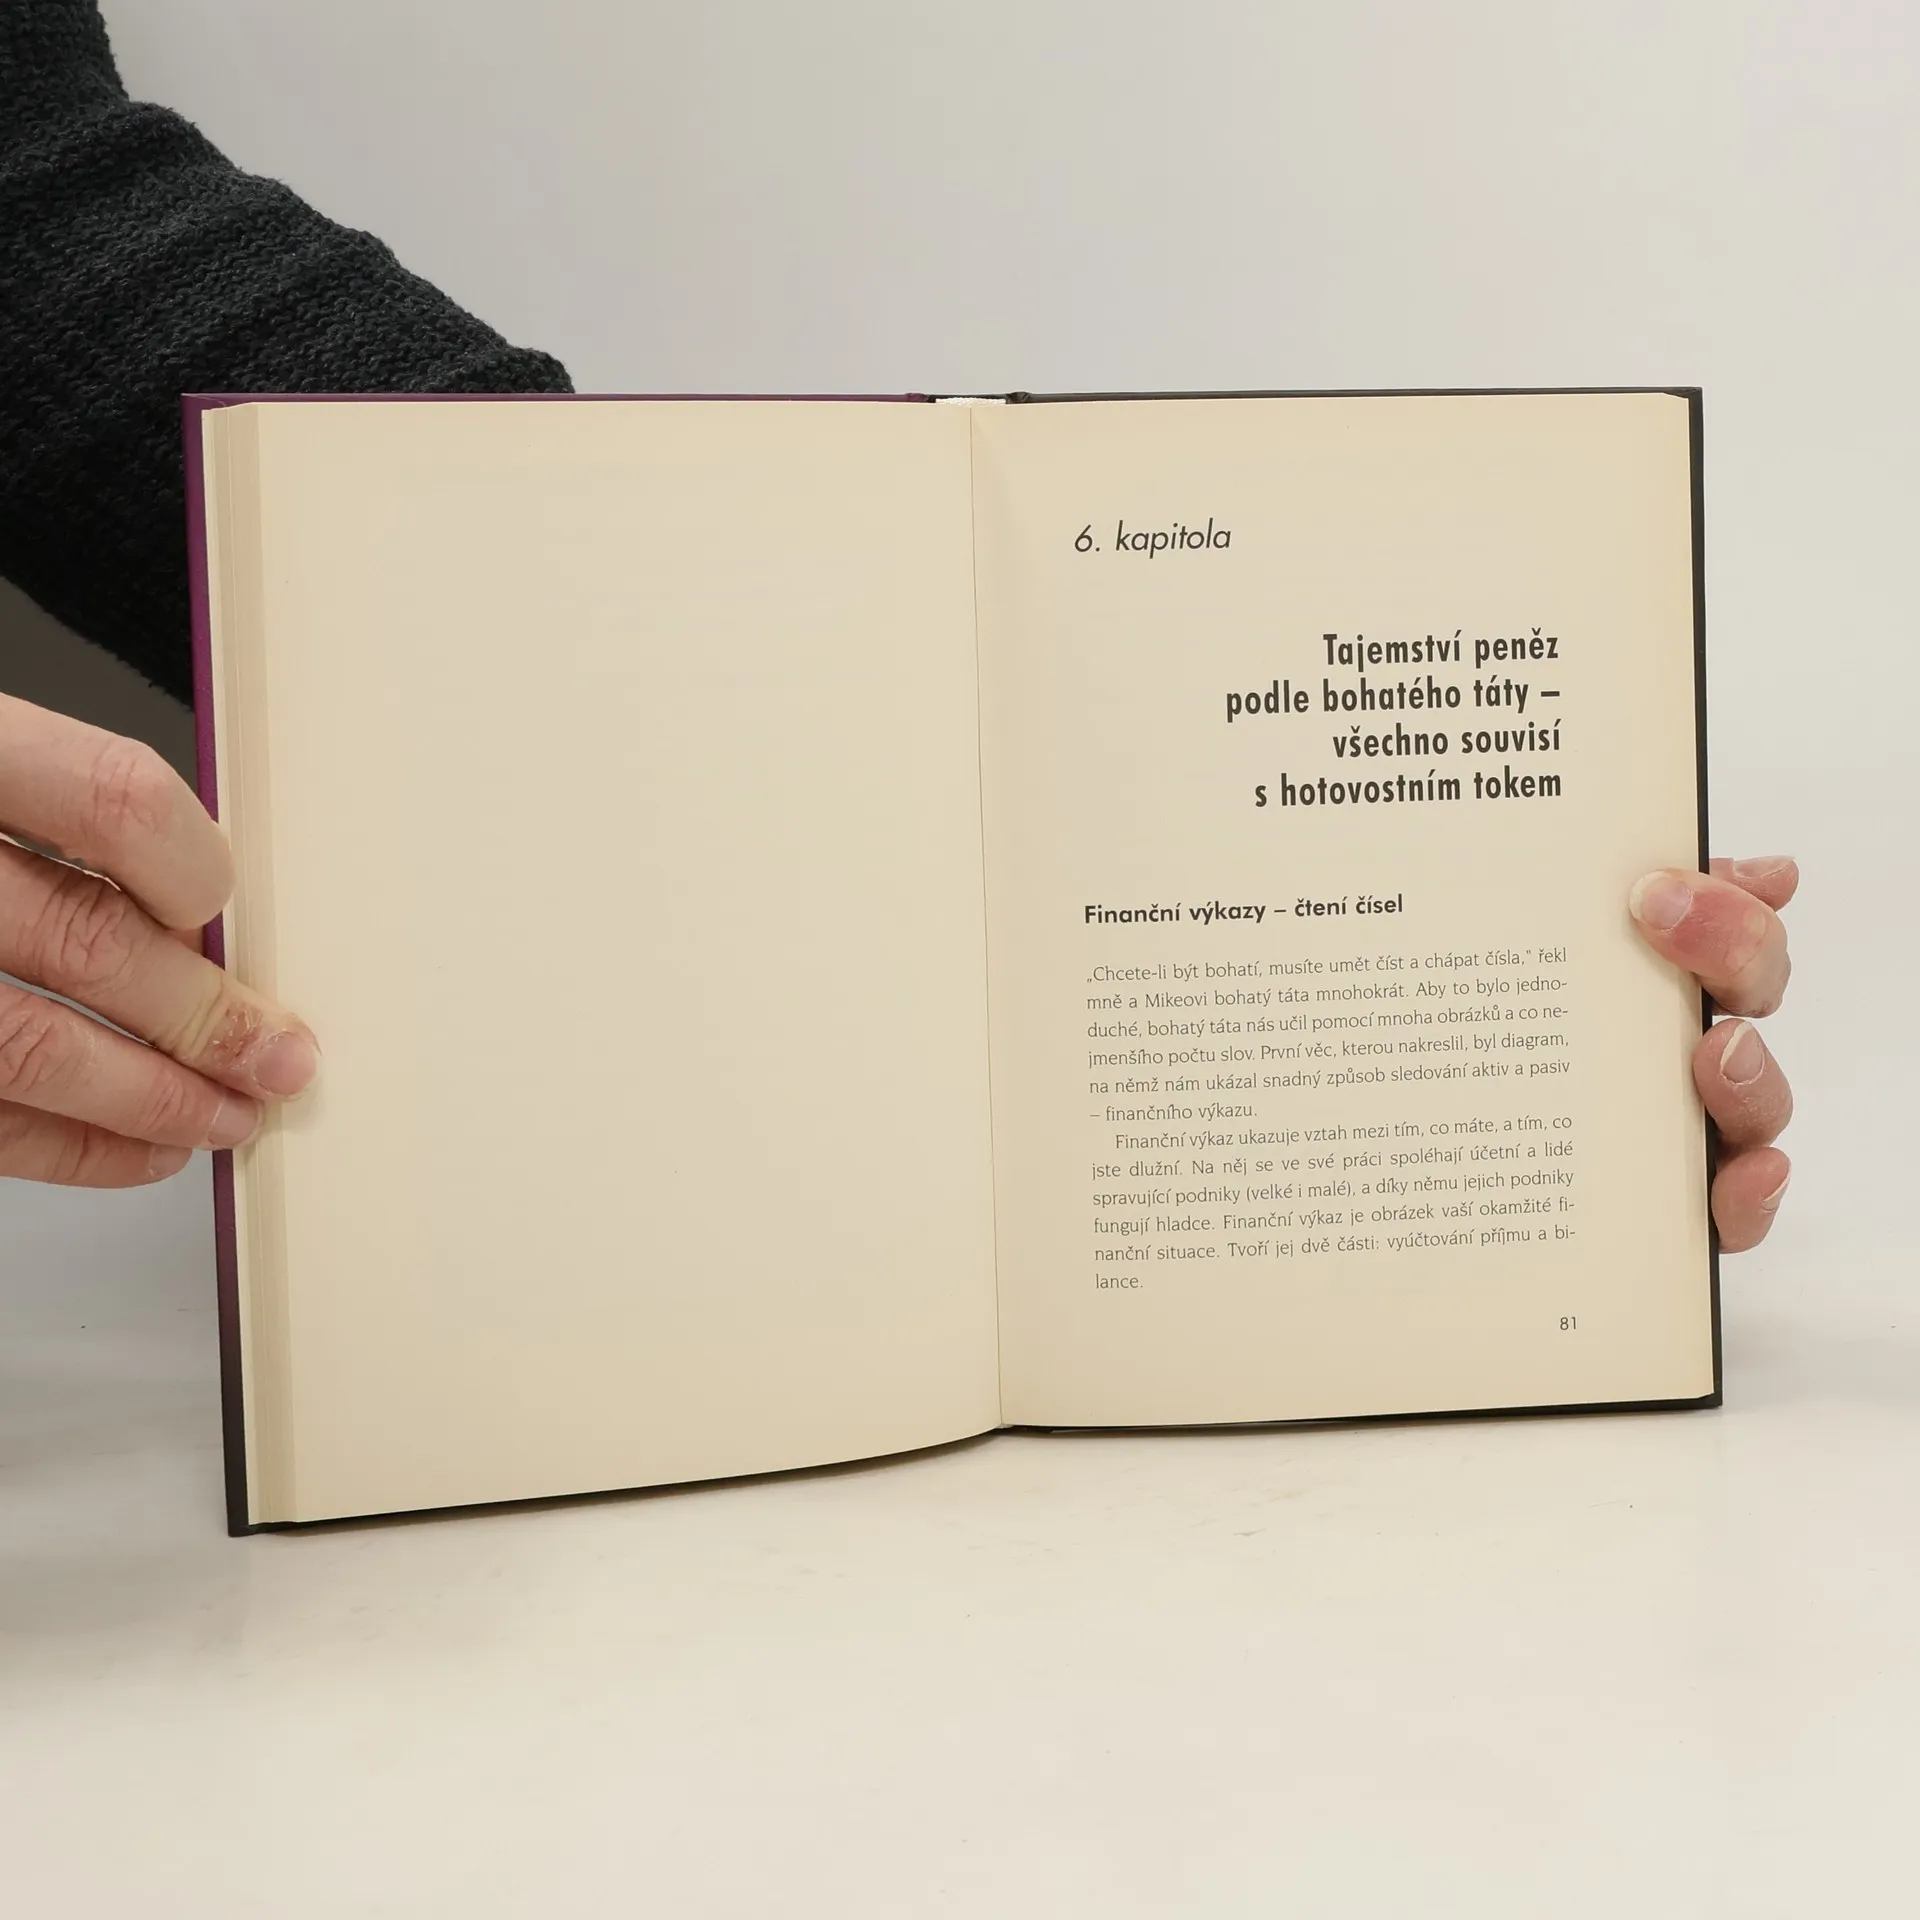 6. kapitola
Tajemství peněz
podle bohatého táty –
všechno souvisí
s hotovostním tokem
Finanční výkazy – čtení čísel
„Chcete-li být bohatí, musíte umět číst a chápat čísla," řekl
mně a Mikeovi bohatý táta mnohokrát. Aby to bylo jedno-
duché, bohatý táta nás učil pomocí mnoha obrázků a co ne-
jmenšího počtu slov. První věc, kterou nakreslil, byl diagram,
na němž nám ukázal snadný způsob sledování aktiv a pasiv
– finančního výkazu.
Finanční výkaz ukazuje vztah mezi tím, co máte, a tím, co
jste dlužní. Na něj se ve své práci spoléhají účetní a lidé
spravující podniky (velké i malé), a díky němu jejich podniky
fungují hladce. Finanční výkaz je obrázek vaší okamžité fi-
nanční situace. Tvoří jej dvě části: vyúčtování příjmu a bi-
lance.
81